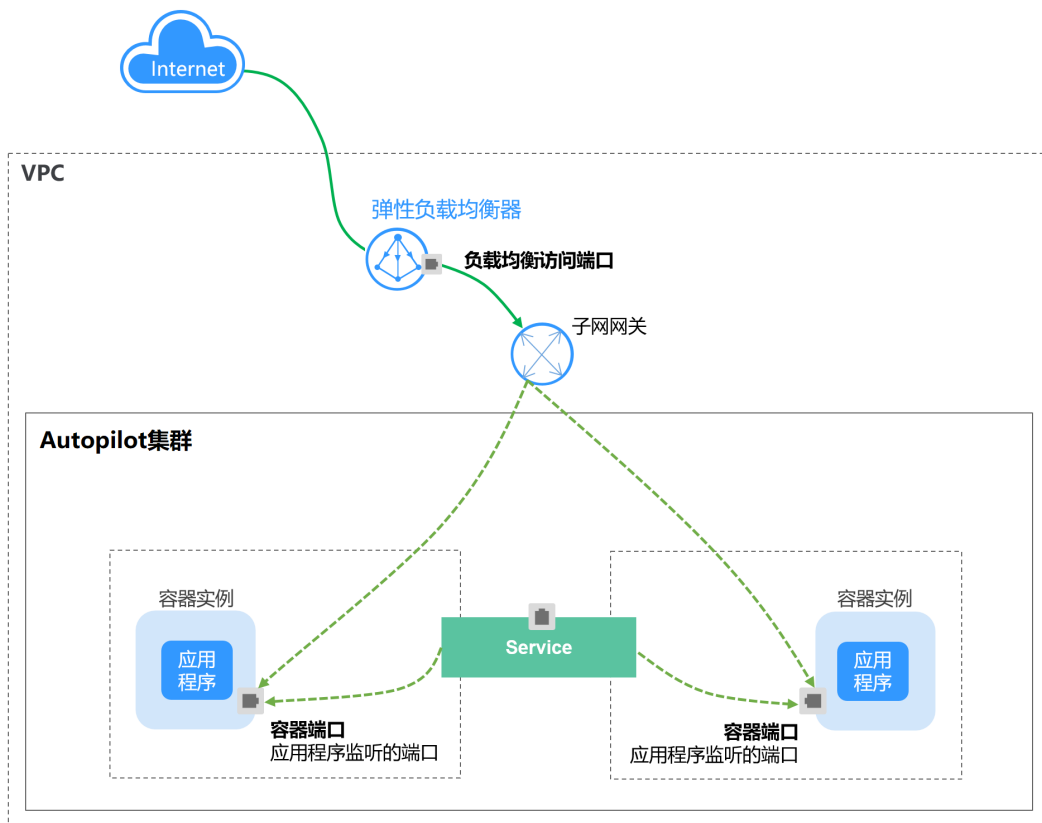 Internet
VPC
弹性负载均衡器
负载均衡访问端口
子网网关
Autopilot集群
容器实例
应用
程序
容器端口
应用程序监听的端口
Service
容器实例
应用
程序
容器端口
应用程序监听的端口